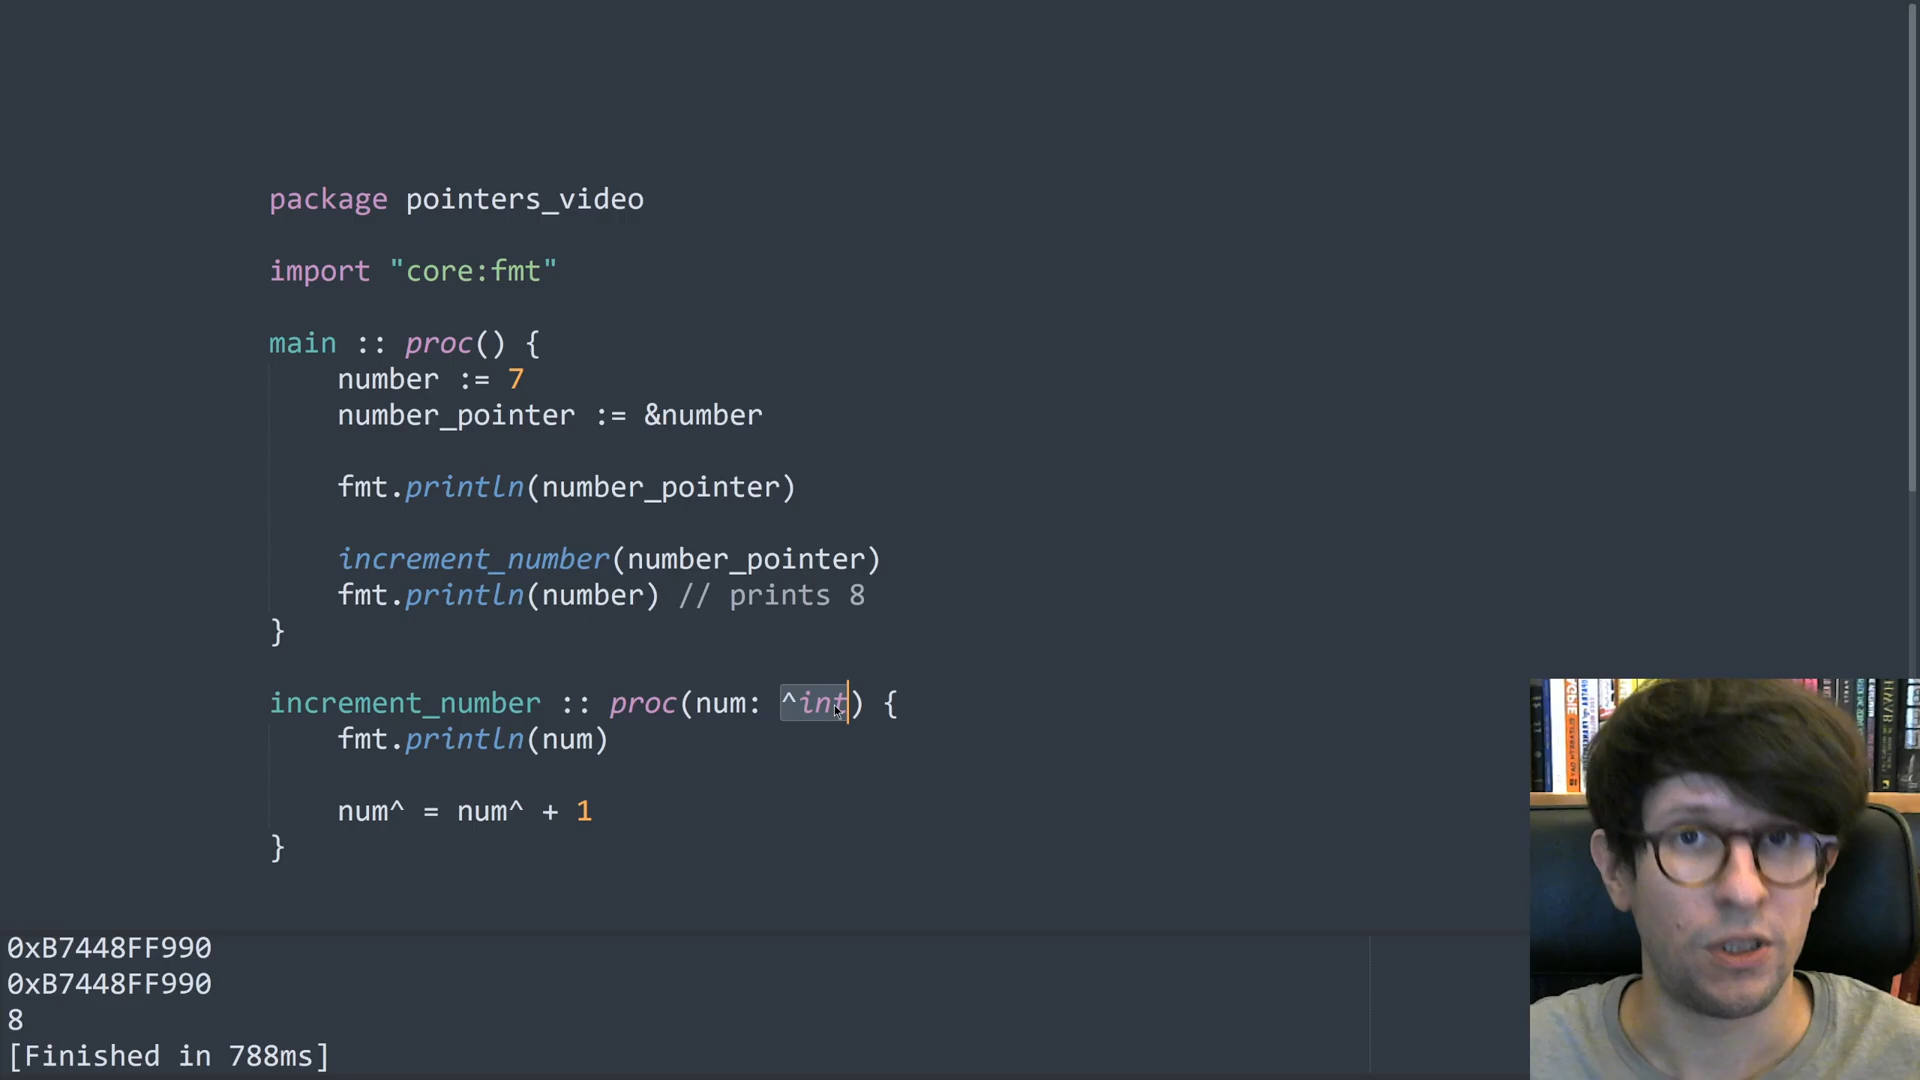 package pointers_video
import "core:fmt"
main :: proc() {
number := 7
number_pointer := &number
fmt.println(number_pointer)
increment_number(number_pointer)
fmt.println(number) // prints 8
}
increment_number :: proc(num: ^int) {
fmt.println(num)
num^ = num^ + 1
}
0xB7448FF990
0xB7448FF990
8
[Finished in 788ms]